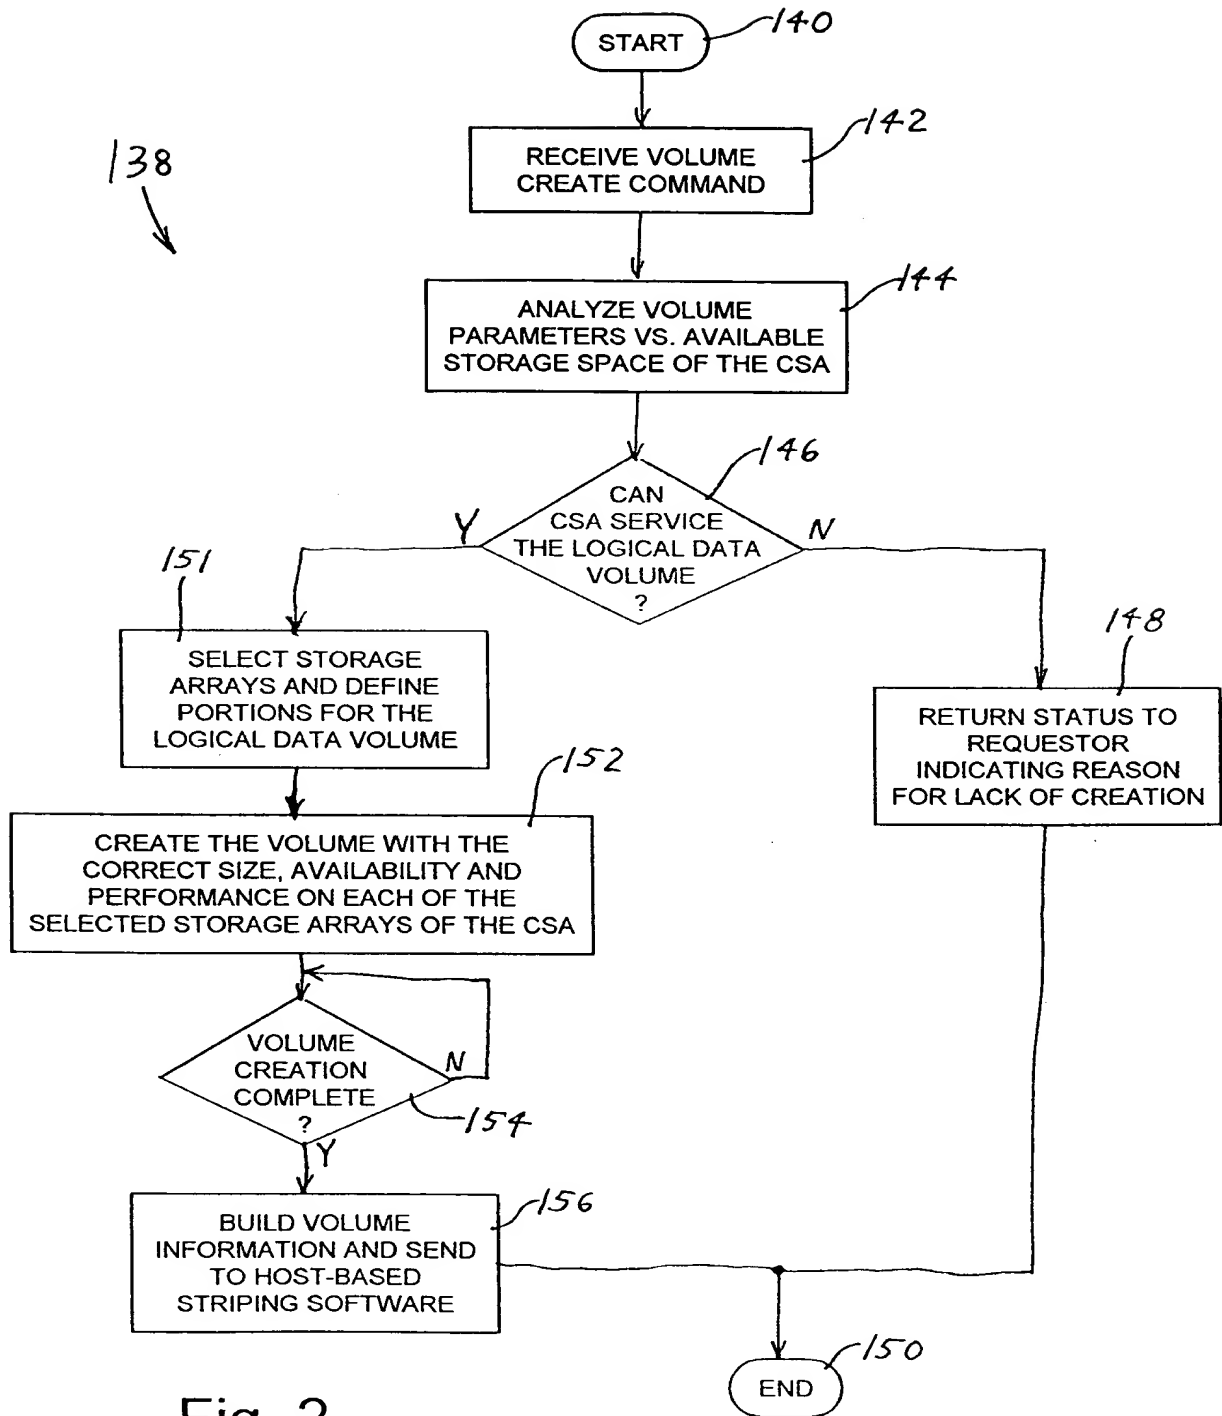 START
140
138
RECEIVE VOLUME
CREATE COMMAND
142
ANALYZE VOLUME
PARAMETERS VS. AVAILABLE
STORAGE SPACE OF THE CSA
144
CAN
CSA SERVICE
THE LOGICAL DATA
VOLUME
?
146
Y
N
151
SELECT STORAGE
ARRAYS AND DEFINE
PORTIONS FOR THE
LOGICAL DATA VOLUME
148
RETURN STATUS TO
REQUESTOR
INDICATING REASON
FOR LACK OF CREATION
152
CREATE THE VOLUME WITH THE
CORRECT SIZE, AVAILABILITY AND
PERFORMANCE ON EACH OF THE
SELECTED STORAGE ARRAYS OF THE CSA
VOLUME
CREATION
COMPLETE
?
N
154
Y
BUILD VOLUME
INFORMATION AND SEND
TO HOST-BASED
STRIPING SOFTWARE
156
150
END
Fig. 2